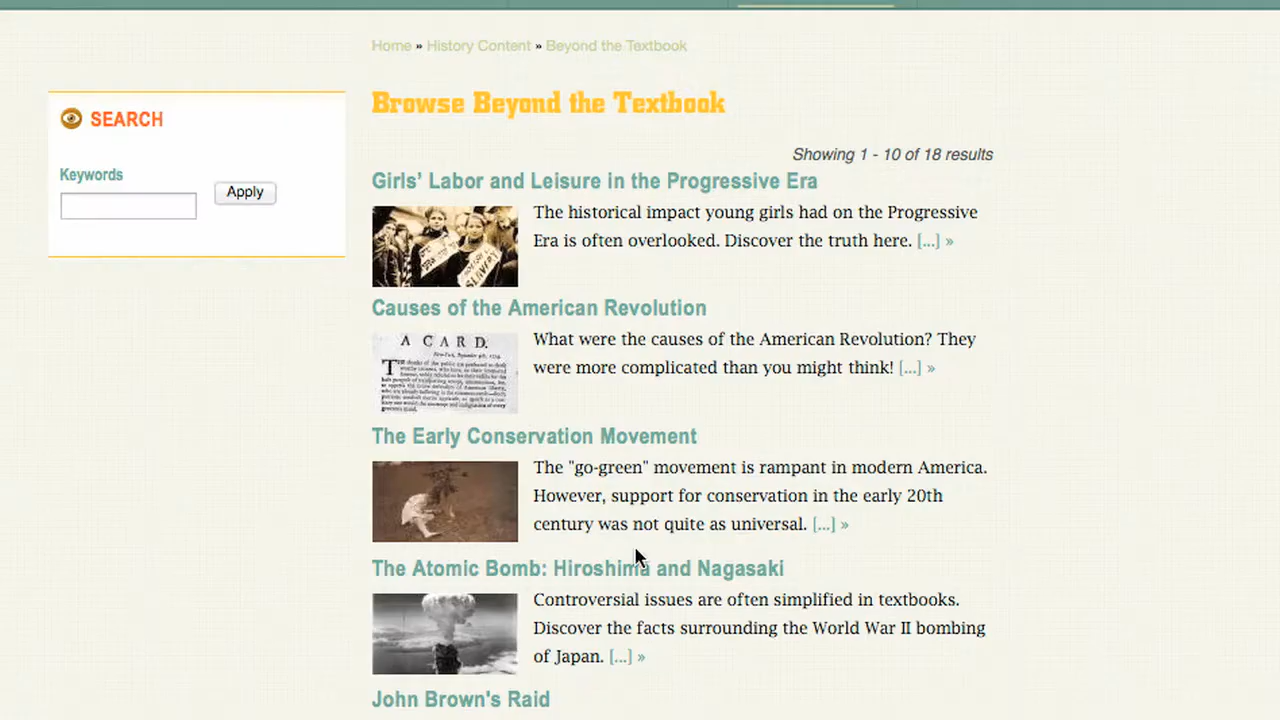 Home » History Content » Beyond the Textbook
SEARCH
Keywords
Apply
Browse Beyond the Textbook
Showing 1 - 10 of 18 results
Girls' Labor and Leisure in the Progressive Era
The historical impact young girls had on the Progressive
Era is often overlooked. Discover the truth here. [...] »
Causes of the American Revolution
A CARD.
What were the causes of the American Revolution? They
were more complicated than you might think! [...] »
The Early Conservation Movement
The "go-green" movement is rampant in modern America.
However, support for conservation in the early 20th
century was not quite as universal. [...] »
The Atomic Bomb: Hiroshima and Nagasaki
Controversial issues are often simplified in textbooks.
Discover the facts surrounding the World War II bombing
of Japan. [...] »
John Brown's Raid